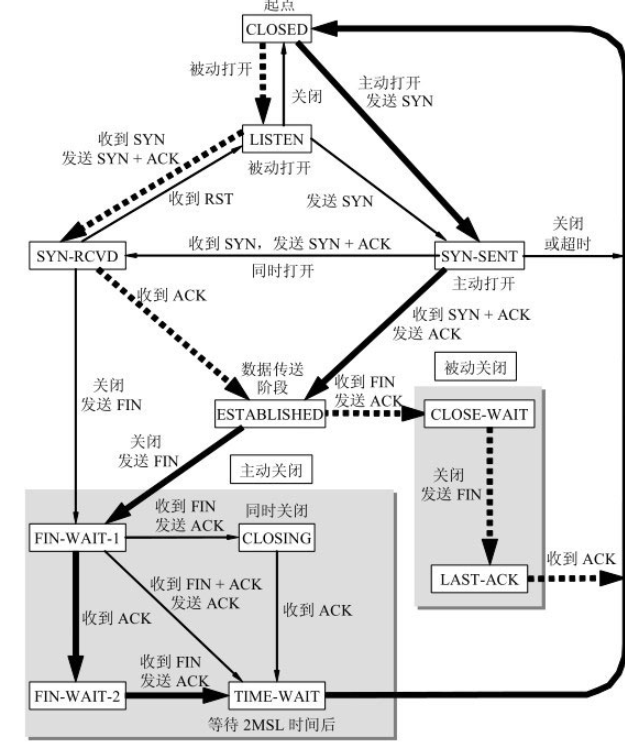 起点
CLOSED
被动打开
关闭
主动打开
发送 SYN
LISTEN
被动打开
收到 SYN
发送 SYN + ACK
收到 RST
发送 SYN
关闭
或超时
SYN-RCVD
收到 SYN，发送 SYN + ACK
同时打开
SYN-SENT
主动打开
收到 ACK
收到 SYN + ACK
发送 ACK
数据传送
阶段
ESTABLISHED
收到 FIN
发送 ACK
被动关闭
CLOSE-WAIT
关闭
发送 FIN
关闭
发送 FIN
主动关闭
关闭
发送 FIN
LAST-ACK
收到 ACK
FIN-WAIT-1
收到 FIN
发送 ACK
同时关闭
CLOSING
收到 ACK
收到 FIN + ACK
发送 ACK
收到 ACK
FIN-WAIT-2
收到 FIN
发送 ACK
TIME-WAIT
等待 2MSL 时间后